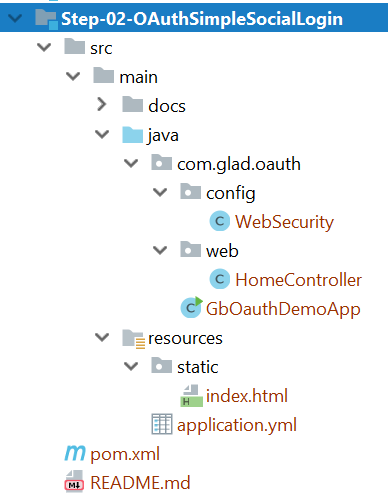 Step-02-OAuthSimpleSocialLogin
src
main
docs
java
com.glad.oauth
config
WebSecurity
web
HomeController
GbOauthDemoApp
resources
static
index.html
application.yml
pom.xml
README.md